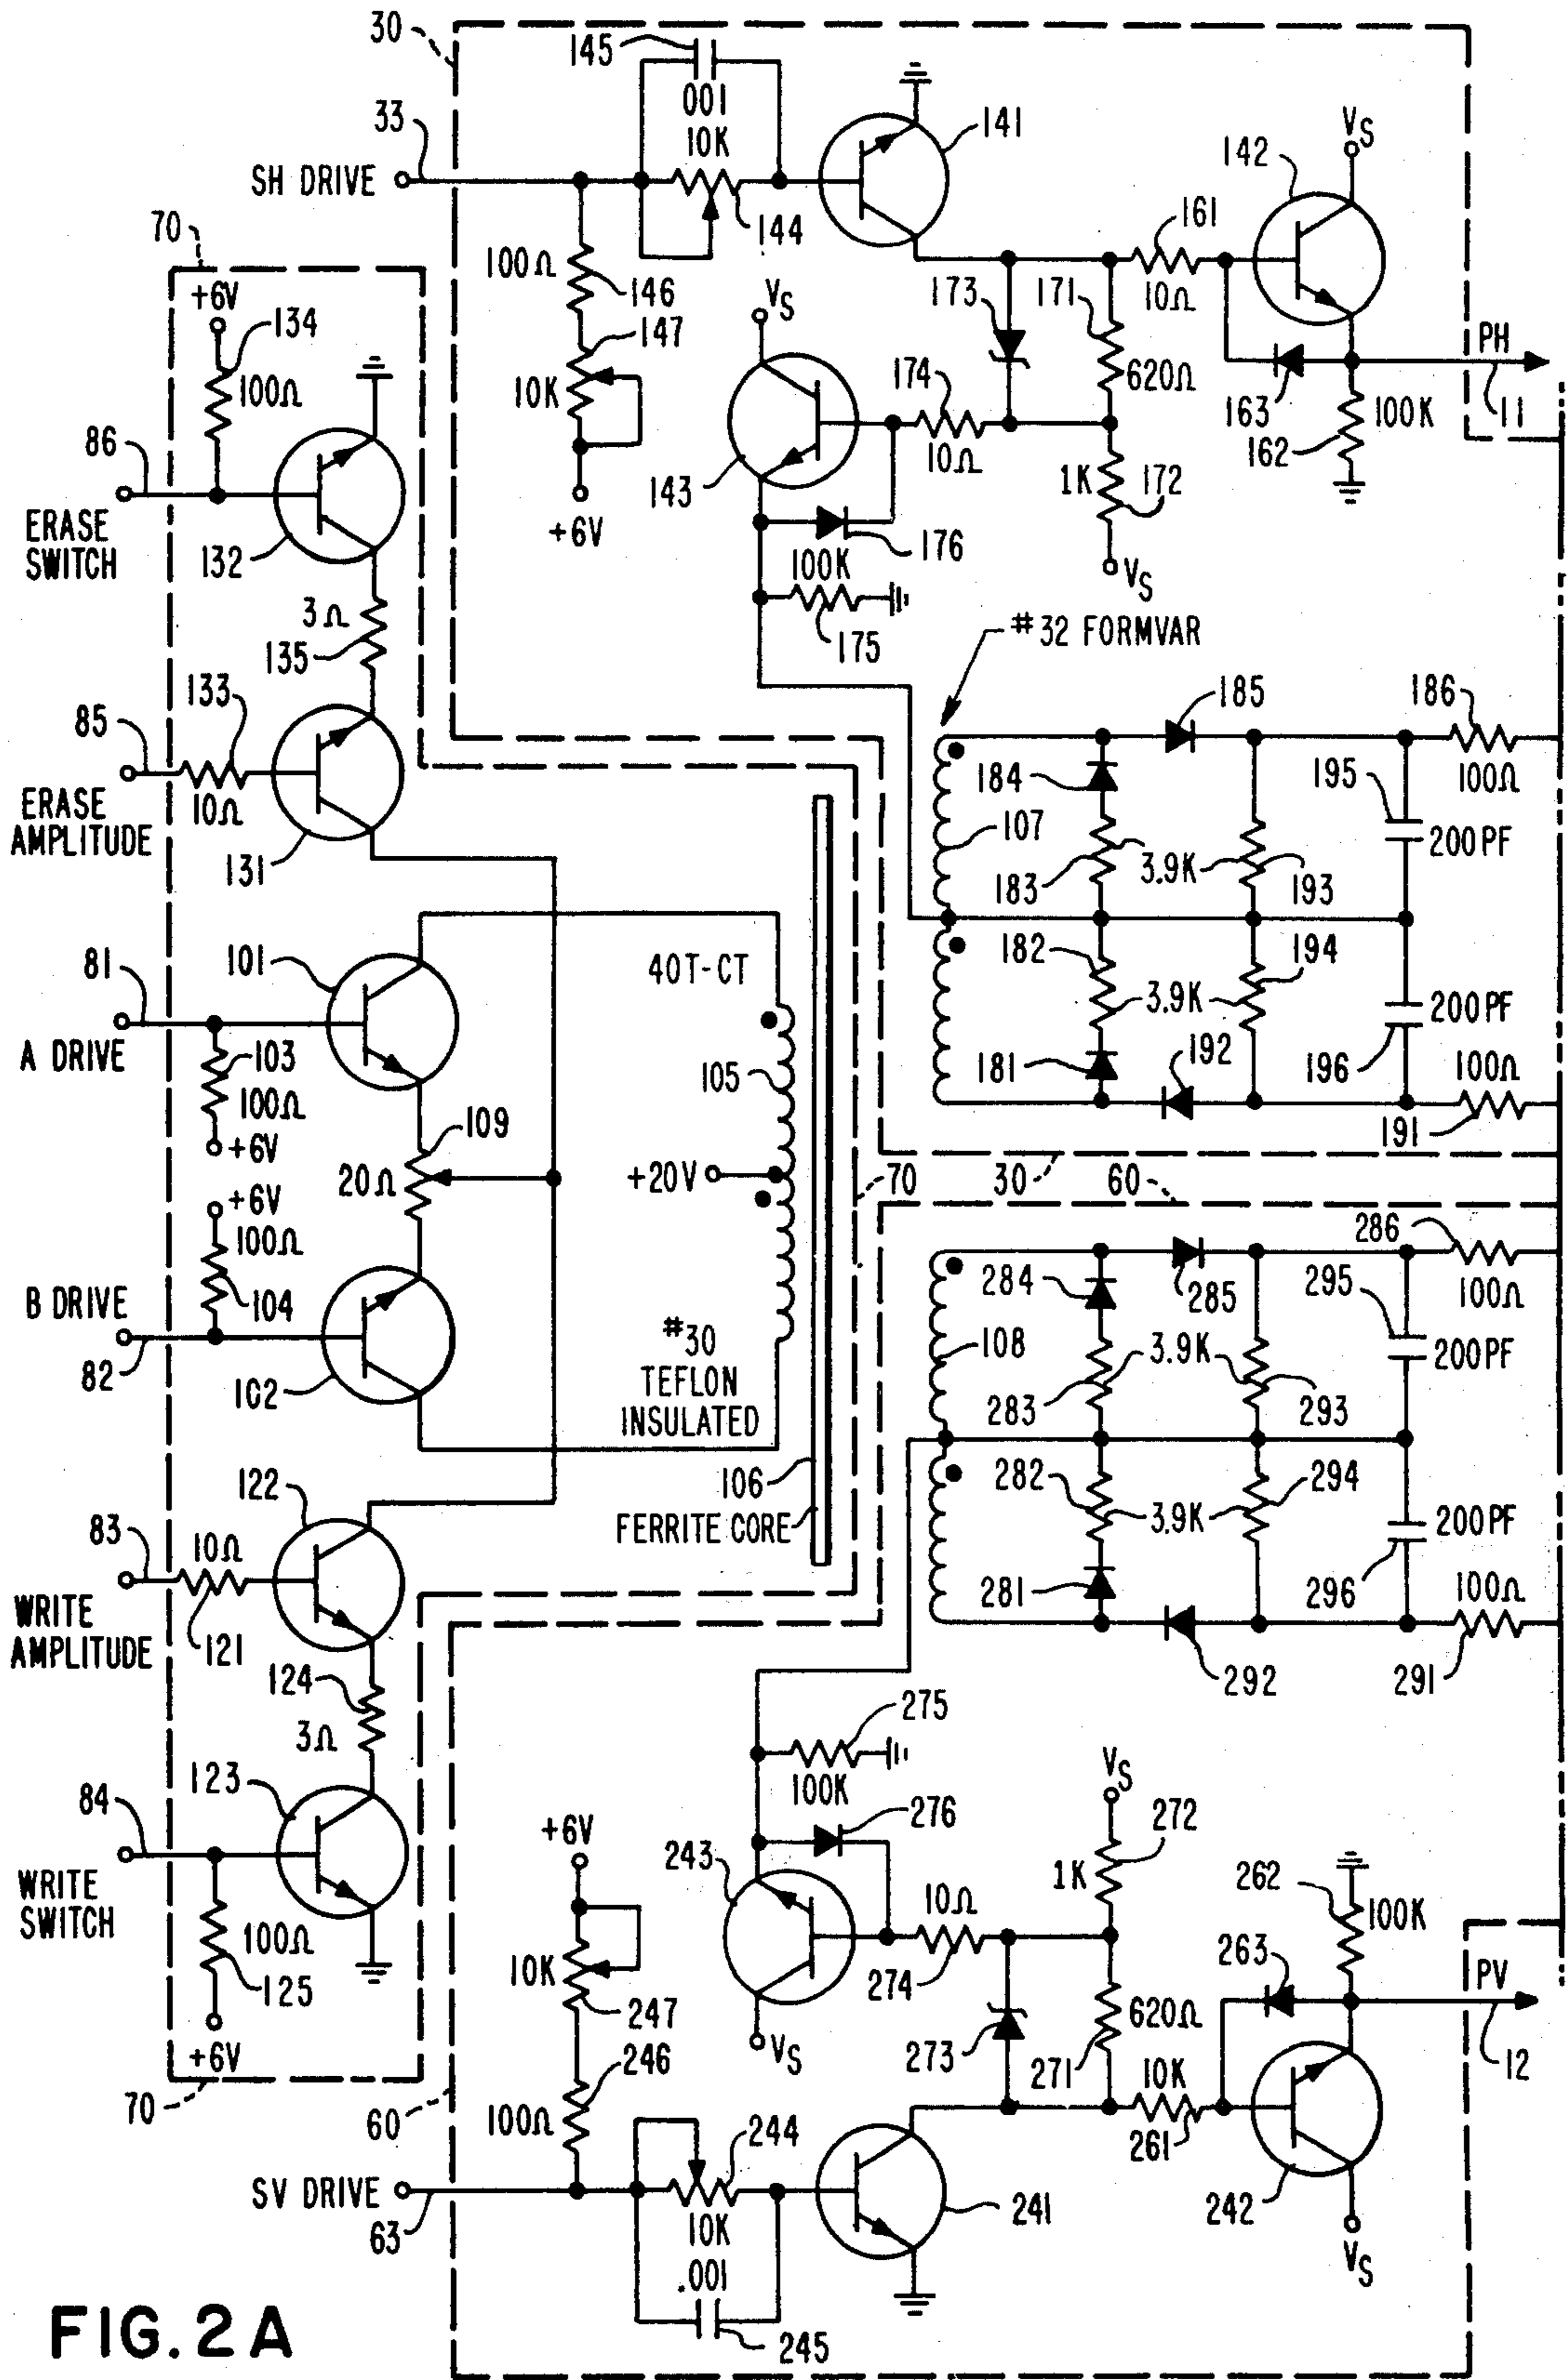 30
145
001
10K
33
SH DRIVE
144
141
VS
142
161
10Ω
70
+6V
134
100Ω
100Ω
146
147
10K
+6V
VS
173
171
620Ω
163
162
100K
PH
11
174
10Ω
143
1K
172
VS
176
100K
175
86
ERASE
SWITCH
132
3Ω
135
#32 FORMVAR
133
85
ERASE
AMPLITUDE
10Ω
131
185
186
100Ω
184
107
183
3.9K
193
195
200PF
81
A DRIVE
101
103
100Ω
+6V
109
20Ω
40T-CT
105
+20V
182
3.9K
194
181
192
196
200PF
100Ω
191
70
30
60
+6V
100Ω
104
B DRIVE
82
102
#30
TEFLON
INSULATED
106
FERRITE CORE
286
100Ω
284
285
295
108
3.9K
200PF
283
293
282
3.9K
294
281
292
200PF
296
100Ω
291
122
83
10Ω
WRITE
AMPLITUDE
121
124
3Ω
84
123
WRITE
SWITCH
100Ω
125
+6V
70
275
100K
276
243
VS
10Ω
274
+6V
10K
247
246
100Ω
60
VS
272
1K
273
271
620Ω
10K
261
262
100K
263
PV
12
242
VS
SV DRIVE
63
244
10K
.001
245
241
FIG. 2A